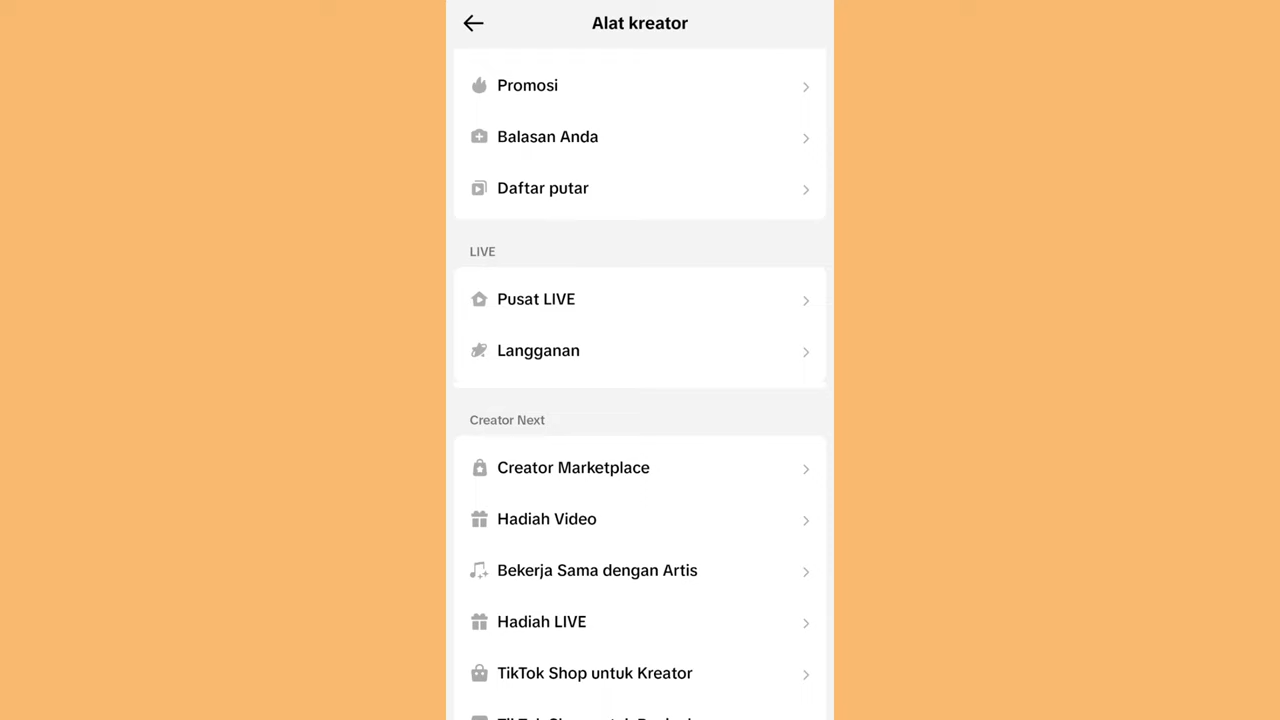 Alat kreator
Promosi
Balasan Anda
Daftar putar
LIVE
Pusat LIVE
Langganan
Creator Next
Creator Marketplace
Hadiah Video
Bekerja Sama dengan Artis
Hadiah LIVE
TikTok Shop untuk Kreator